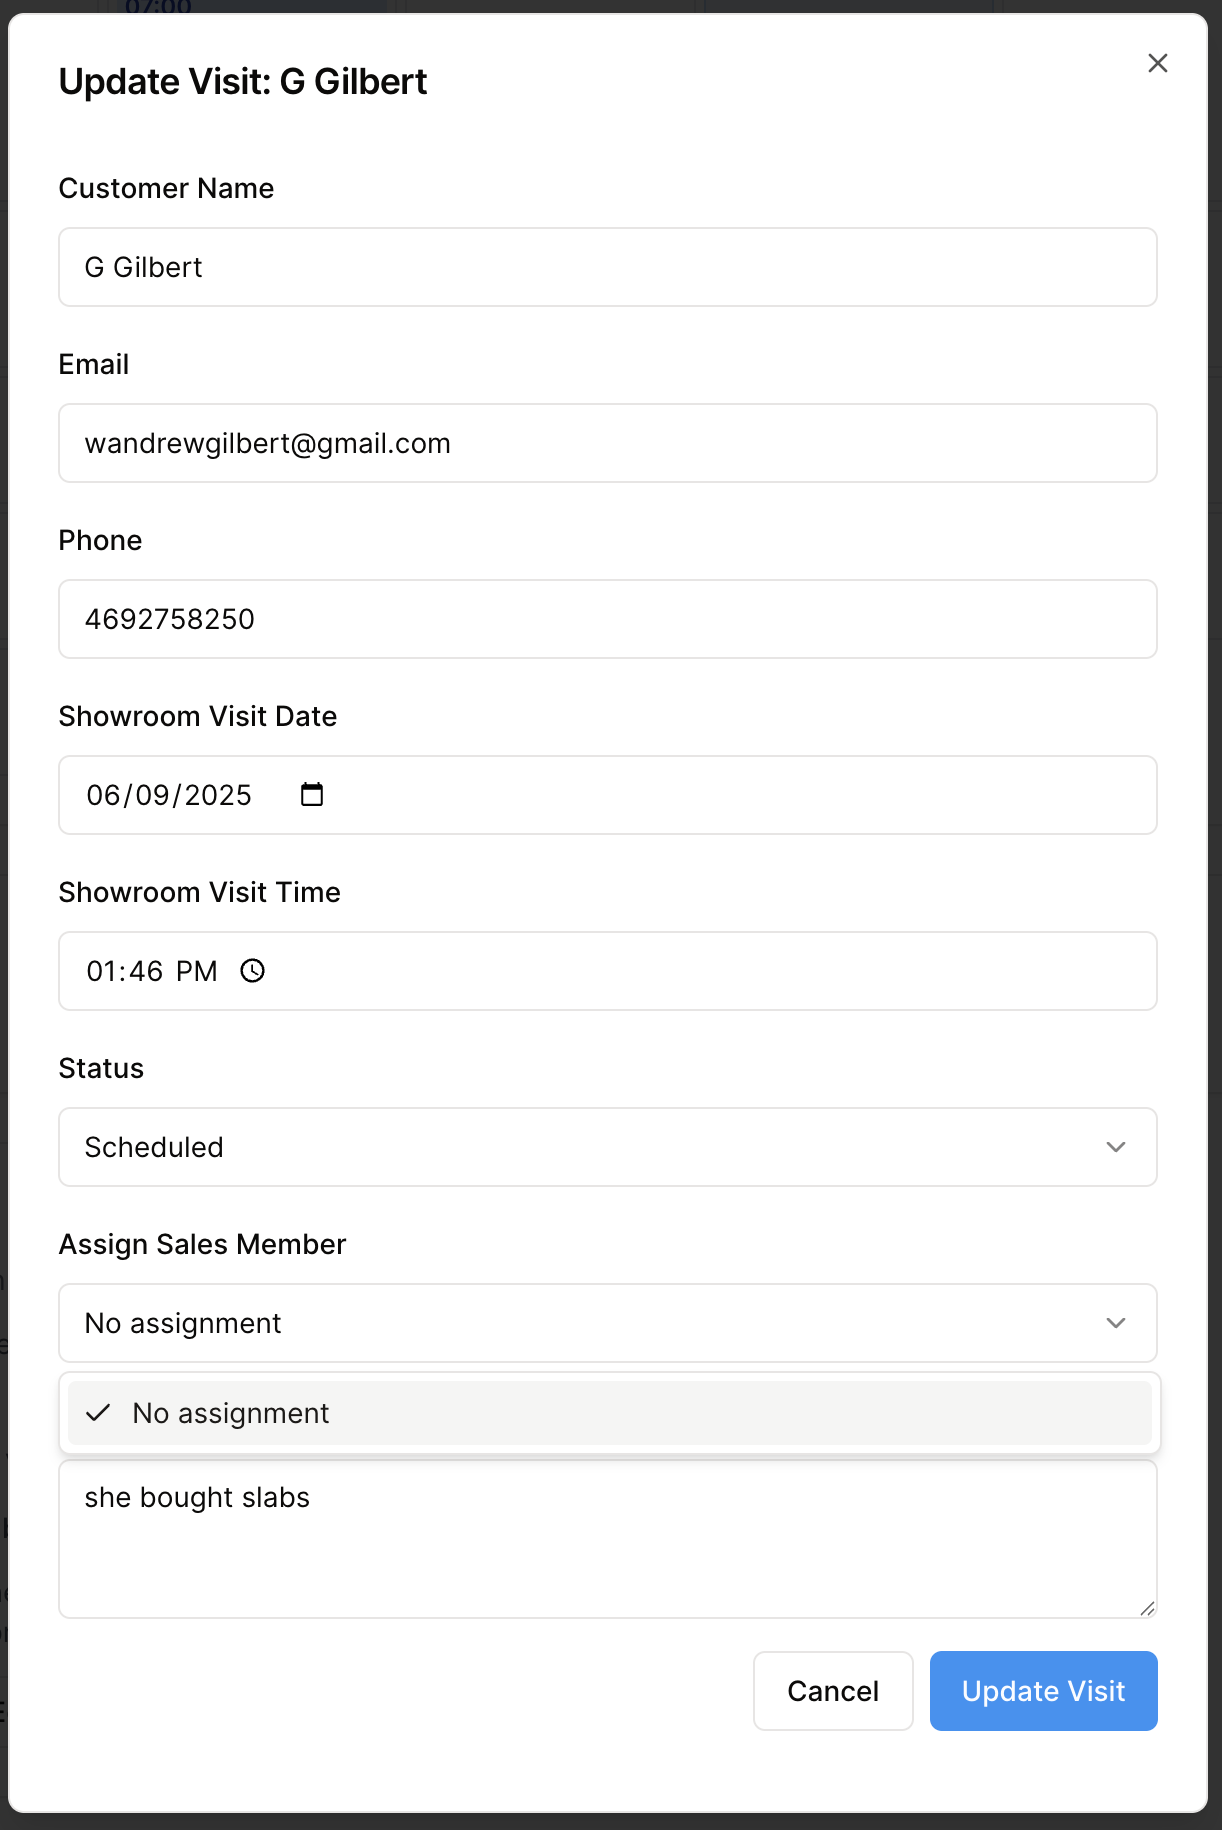 07:00
Update Visit: G Gilbert
Customer Name
G Gilbert
Email
wandrewgilbert@gmail.com
Phone
4692758250
Showroom Visit Date
06/09/2025
Showroom Visit Time
01:46 PM
Status
Scheduled
Assign Sales Member
No assignment
No assignment
she bought slabs
Cancel
Update Visit